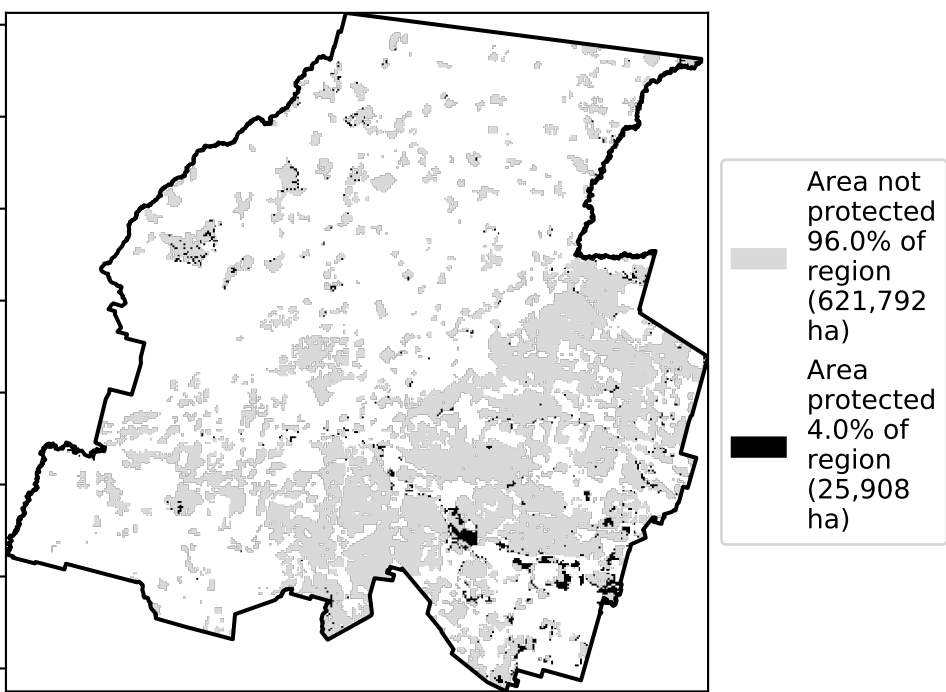 Area not
protected
96.0% of
region
(621,792
ha)
Area
protected
4.0% of
region
(25,908
ha)